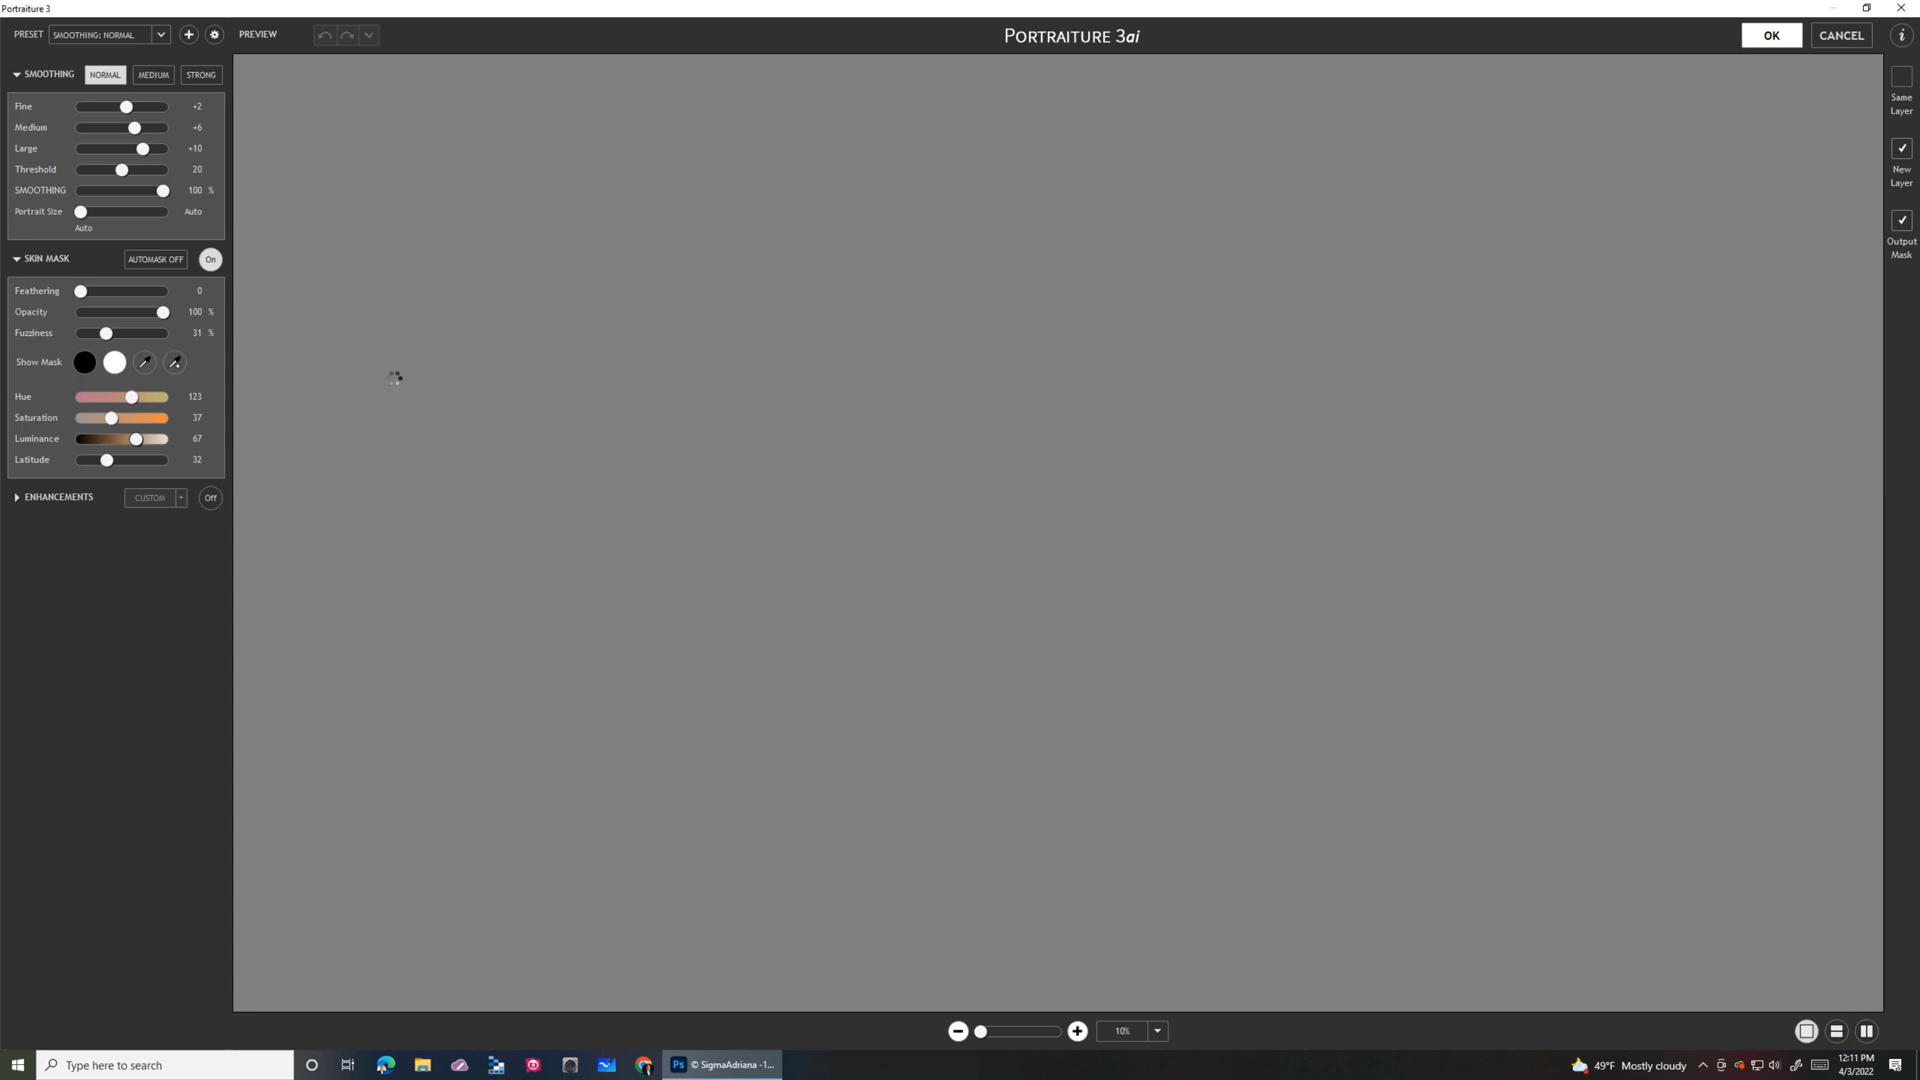 Portraiture 3
PRESET SMOOTHING: NORMAL PREVIEW PORTRAITURE 3ai OK CANCEL i
SMOOTHING NORMAL MEDIUM STRONG
Fine +2
Medium +6
Large +10
Threshold 20
SMOOTHING 100 %
Portrait Size Auto
Auto
SKIN MASK AUTOMASK OFF On
Feathering 0
Opacity 100 %
Fuzziness 31 %
Show Mask
Hue 123
Saturation 37
Luminance 67
Latitude 32
ENHANCEMENTS CUSTOM Off
Same
Layer
New
Layer
Output
Mask
10%
Type here to search Ps © SigmaAdriana -1... 49°F Mostly cloudy 12:11 PM
4/3/2022